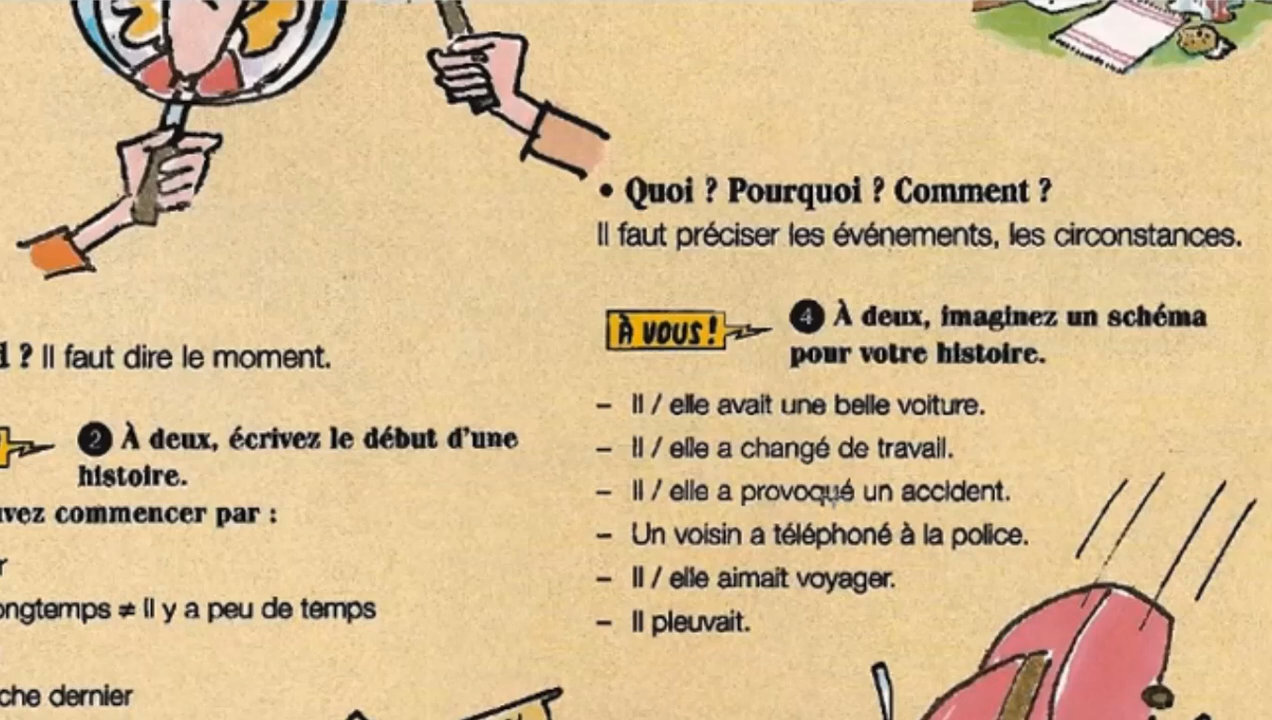 ? Il faut dire le moment.
2 À deux, écrivez le début d'une
histoire.
commencer par :
≠ il y a peu de temps
dernier
• Quoi ? Pourquoi ? Comment ?
Il faut préciser les événements, les circonstances.
À VOUS !
4 À deux, imaginez un schéma
pour votre histoire.
– Il / elle avait une belle voiture.
– Il / elle a changé de travail.
– Il / elle a provoqué un accident.
– Un voisin a téléphoné à la police.
– Il / elle aimait voyager.
– Il pleuvait.